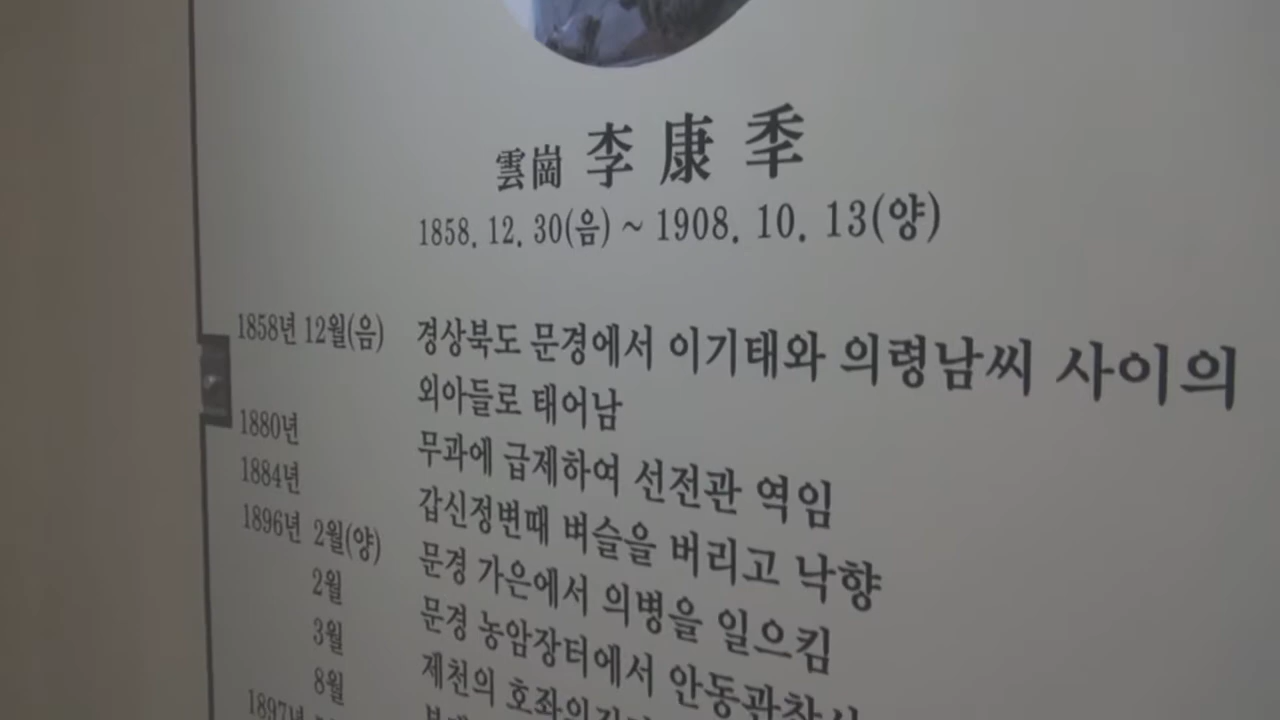 雲崗 李康秊
1858. 12. 30(음) ~ 1908. 10. 13(양)
1858년 12월(음) 경상북도 문경에서 이기태와 의령남씨 사이의
외아들로 태어남
1880년 무과에 급제하여 선전관 역임
1884년 갑신정변때 벼슬을 버리고 낙향
1896년 2월(양) 문경 가은에서 의병을 일으킴
2월 문경 농암장터에서 안동관찰사
3월 제천의
8월
1897년